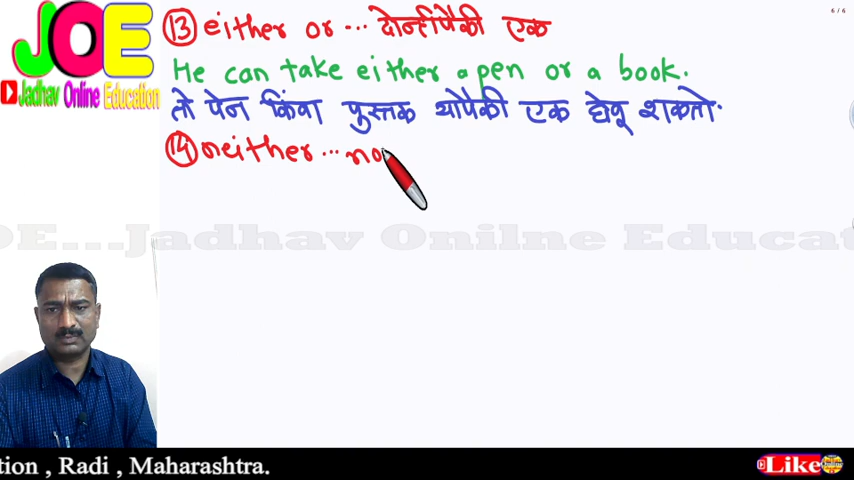 6/6
JOE
Jadhav Online Education
13 either or ... दोन्हीपैकी एक
He can take either a pen or a book.
तो पेन किंवा पुस्तक यांपैकी एक घेवू शकतो.
14 neither ... no
OE...Jadhav Onilne Educat
tion , Radi , Maharashtra.
Like